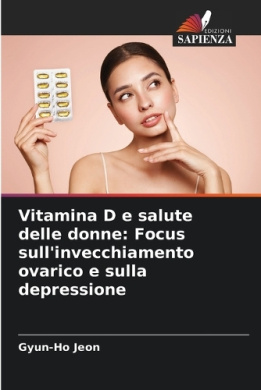 EDIZIONI
SAPIENZA
Vitamina D e salute
delle donne: Focus
sull'invecchiamento
ovarico e sulla
depressione
Gyun-Ho Jeon